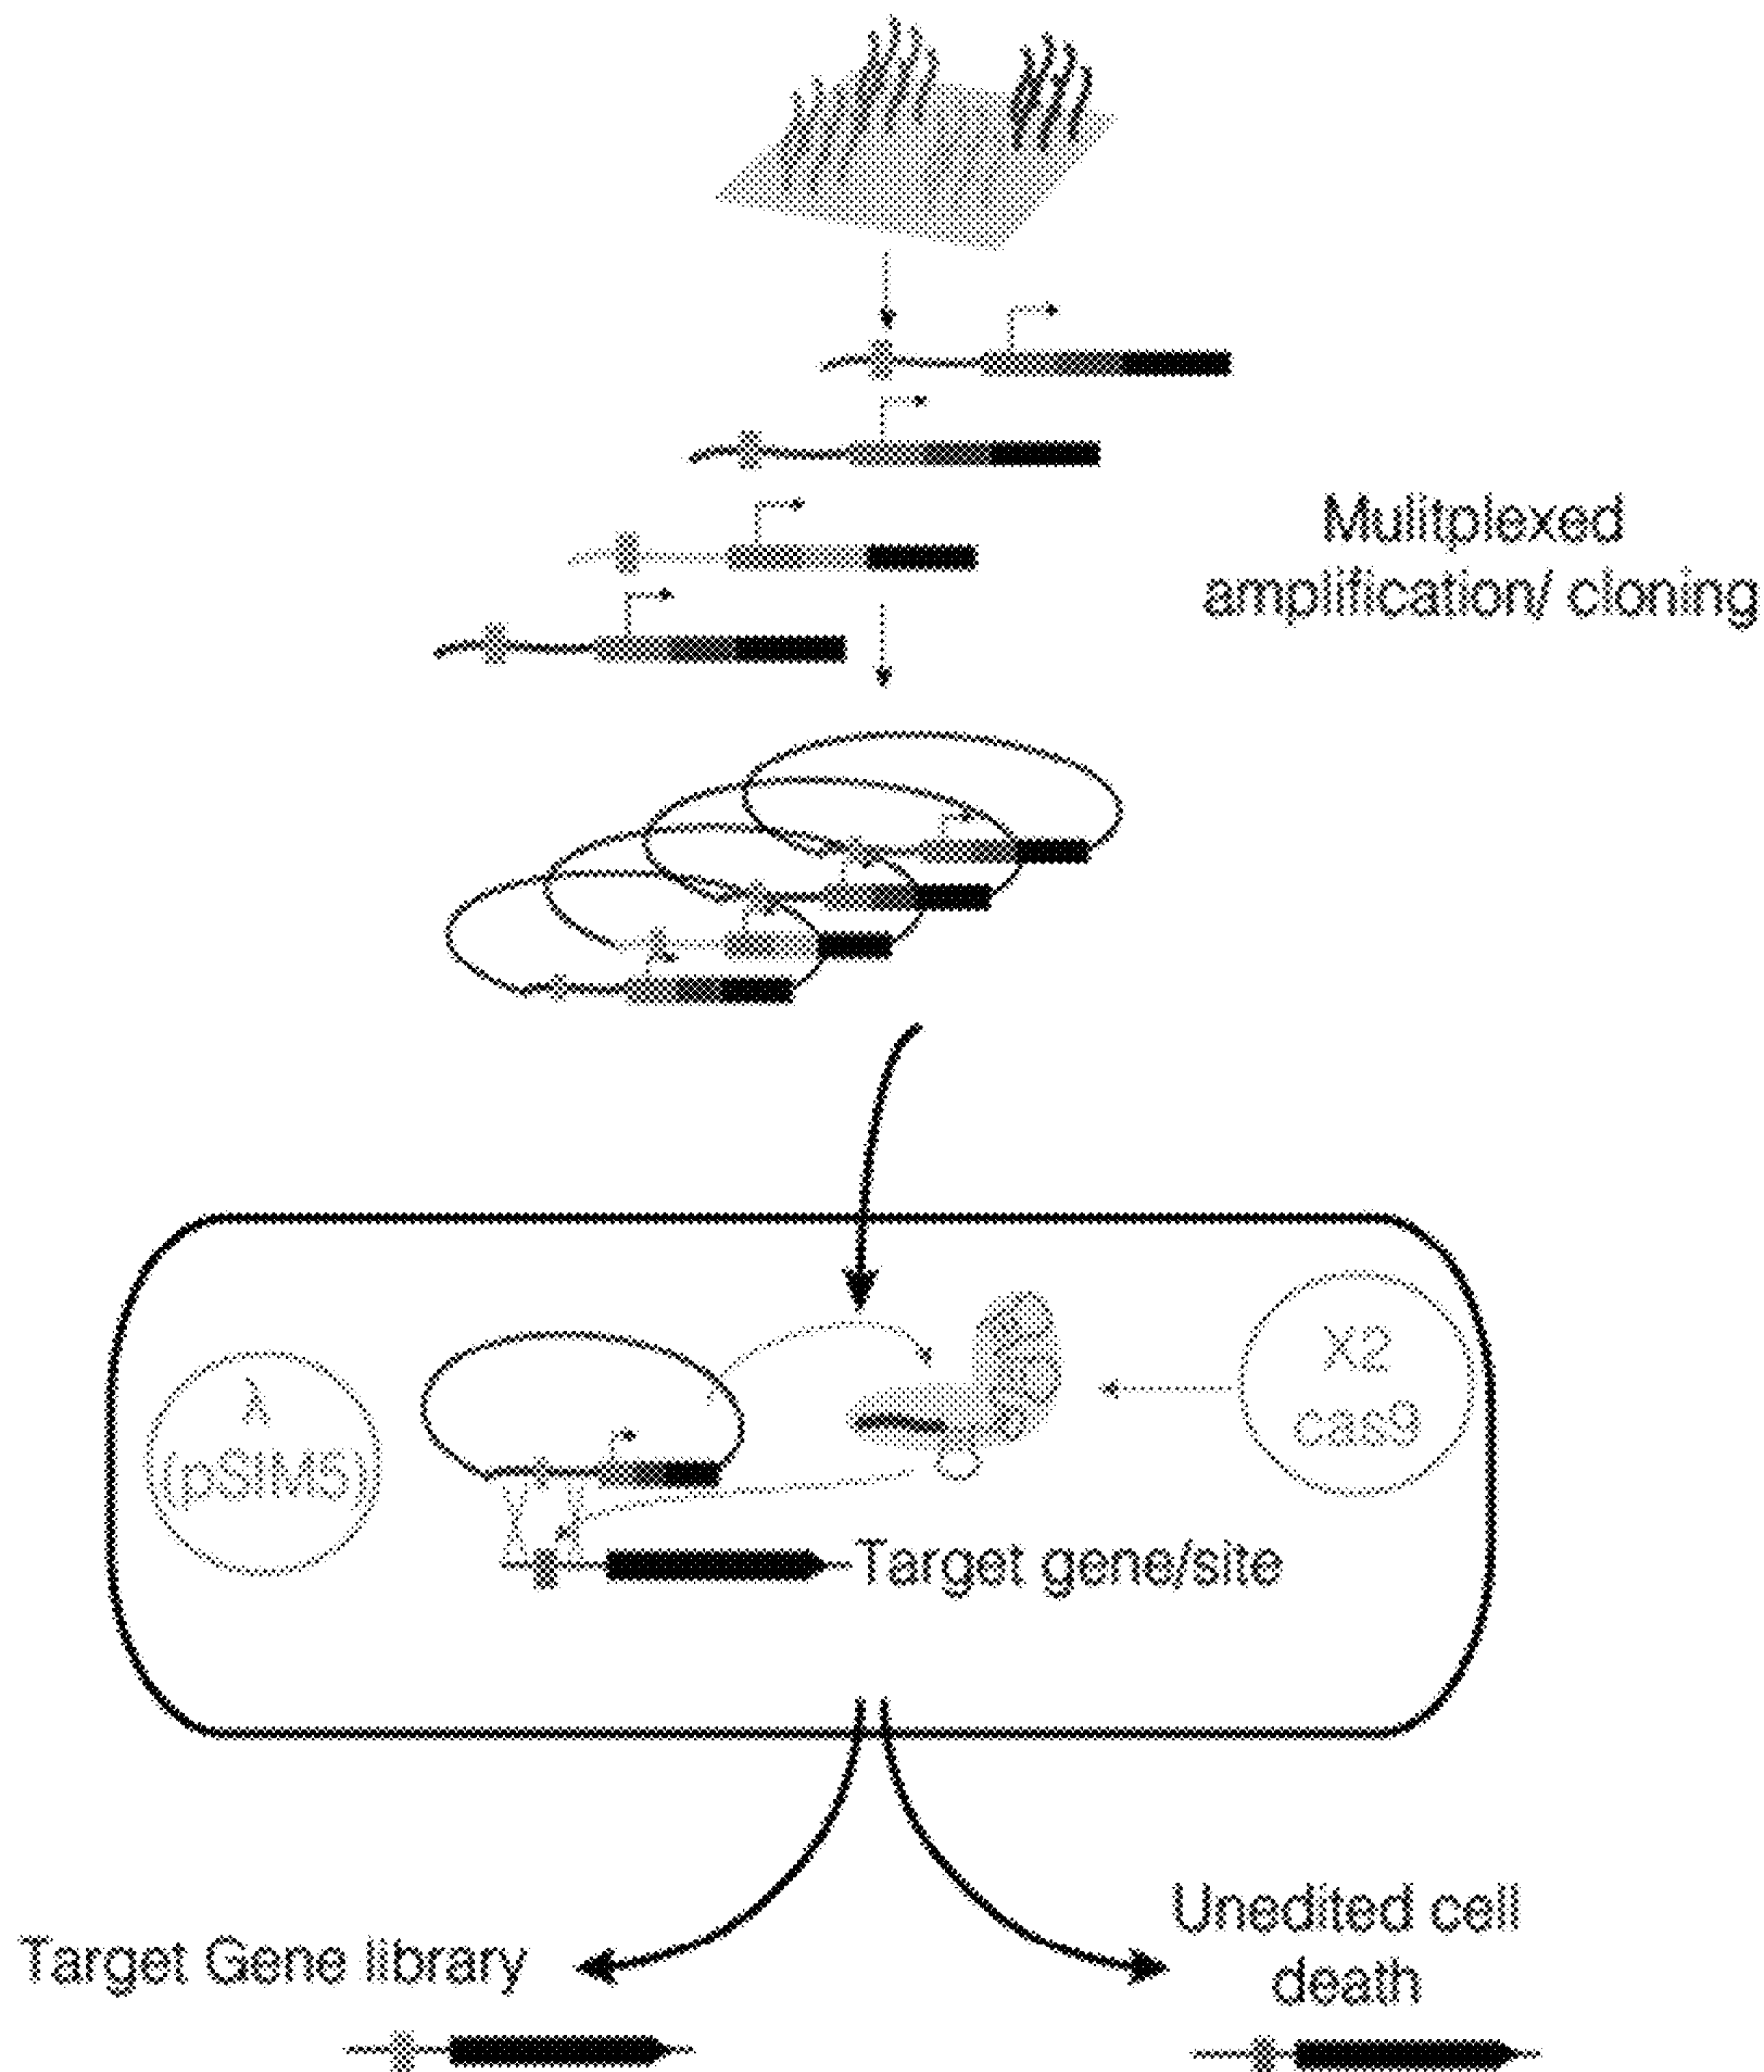 Mulitplexed
amplification/ cloning
λ
(pSIM5)
X2
cas9
Target gene/site
Target Gene library
Unedited cell
death